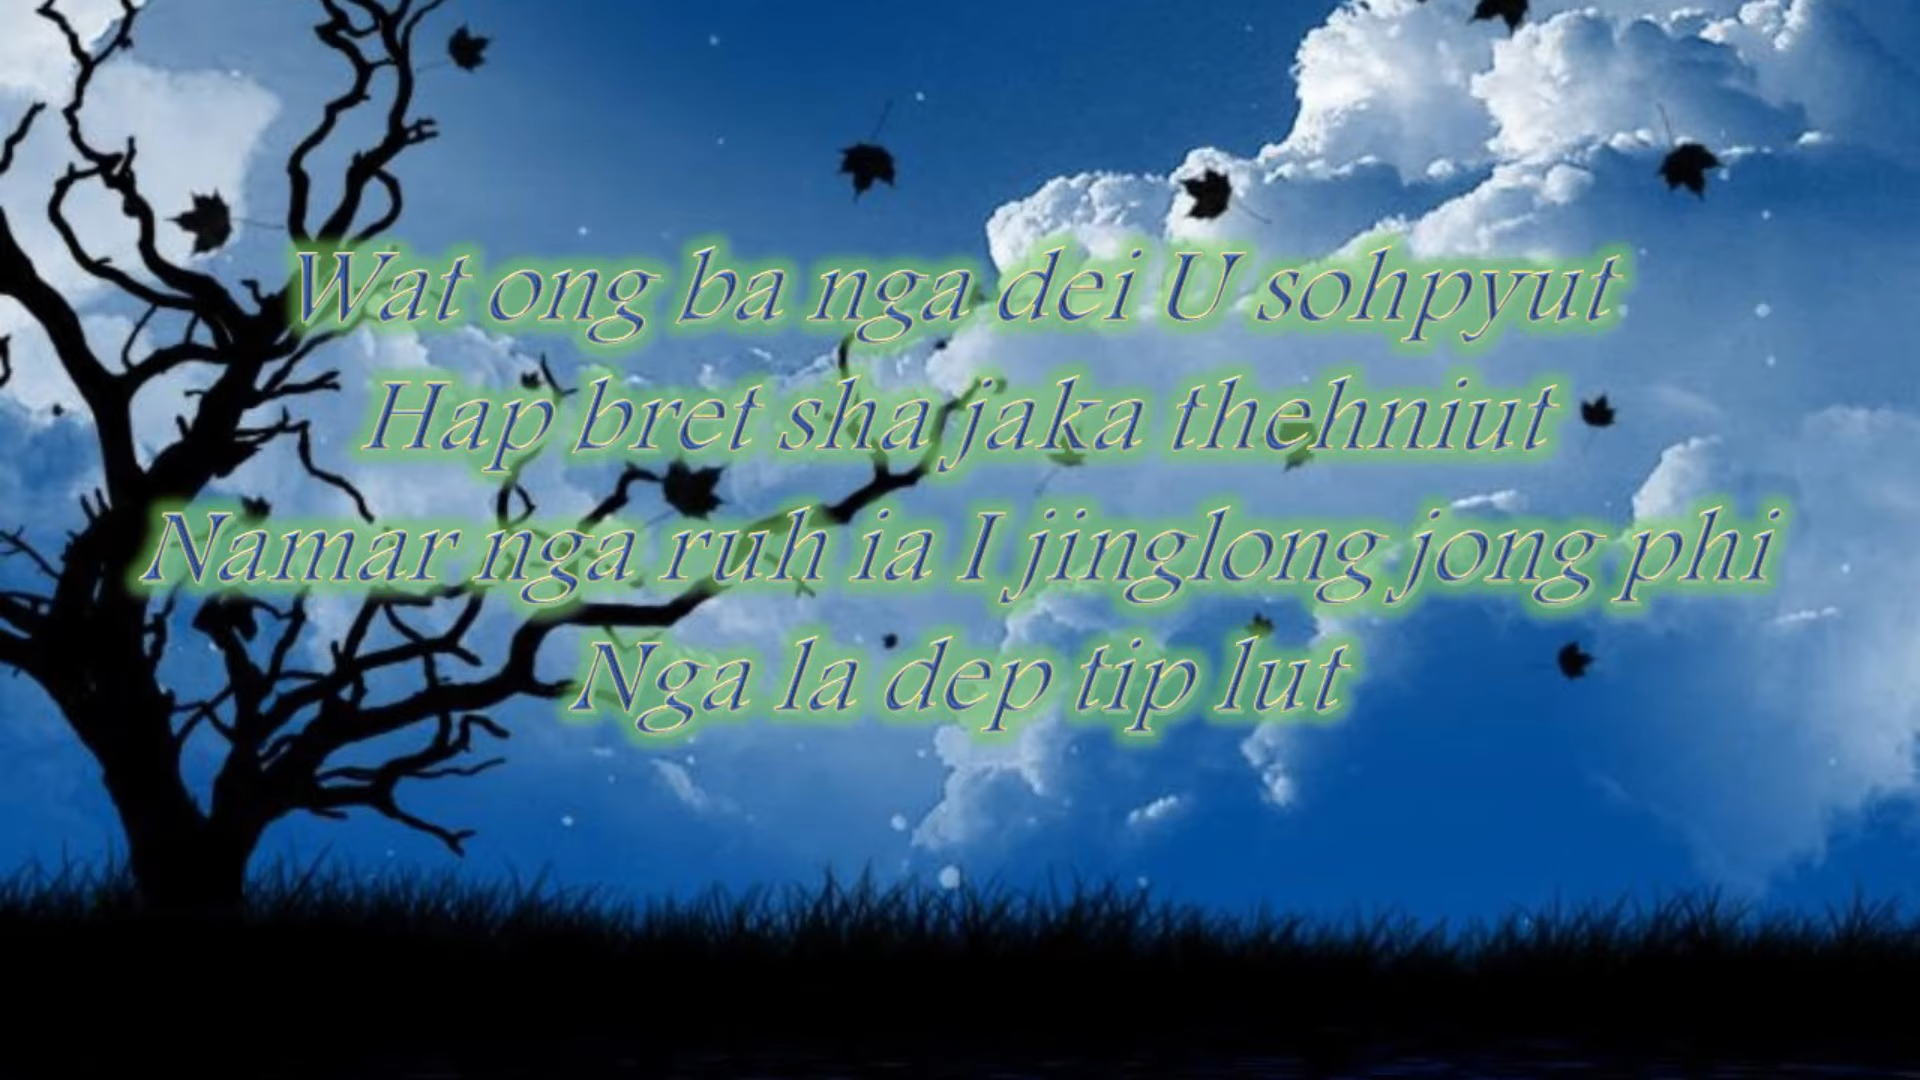 Wat ong ba nga dei U sohpyut
Hap bret sha jaka thehniut
Namar nga ruh ia I jinglong jong phi
Nga la dep tip lut